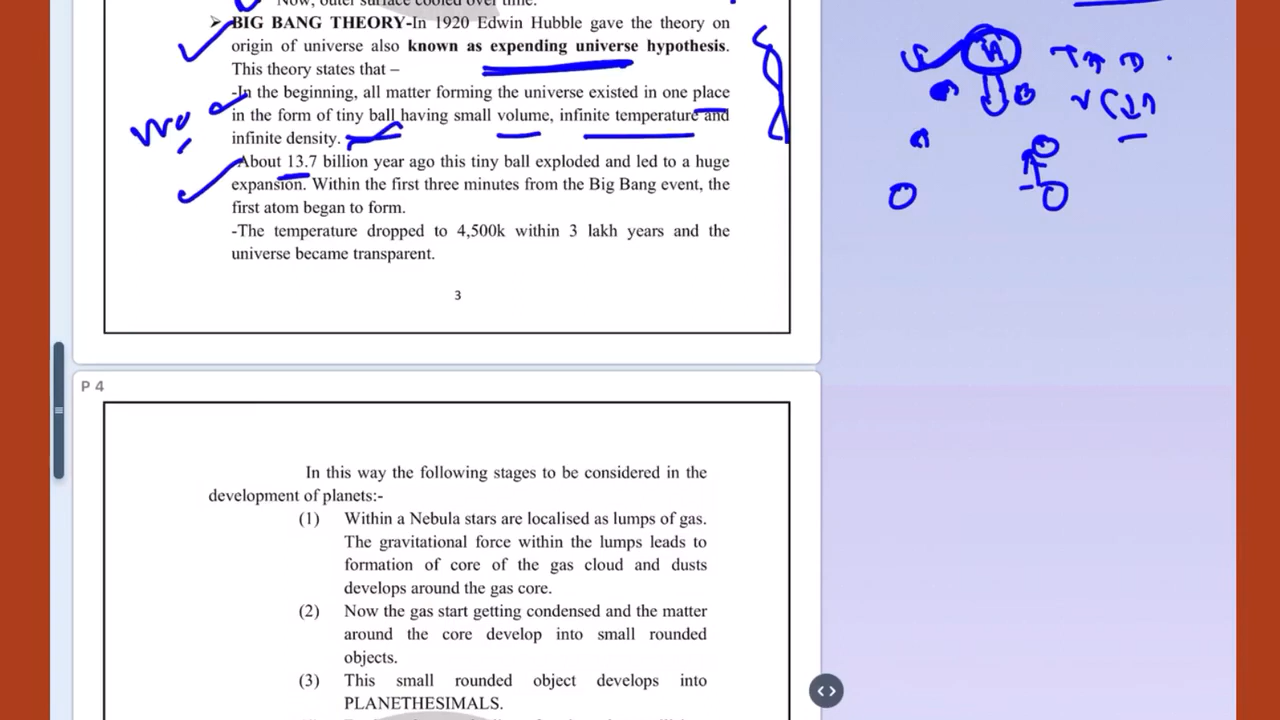 Now, outer surface cooled over time.
➢ BIG BANG THEORY-In 1920 Edwin Hubble gave the theory on
origin of universe also known as expending universe hypothesis.
This theory states that –
-In the beginning, all matter forming the universe existed in one place
in the form of tiny ball having small volume, infinite temperature and
infinite density.
About 13.7 billion year ago this tiny ball exploded and led to a huge
expansion. Within the first three minutes from the Big Bang event, the
first atom began to form.
-The temperature dropped to 4,500k within 3 lakh years and the
universe became transparent.
3
P 4
In this way the following stages to be considered in the
development of planets:-
(1) Within a Nebula stars are localised as lumps of gas.
The gravitational force within the lumps leads to
formation of core of the gas cloud and dusts
develops around the gas core.
(2) Now the gas start getting condensed and the matter
around the core develop into small rounded
objects.
(3) This small rounded object develops into
PLANETHESIMALS.